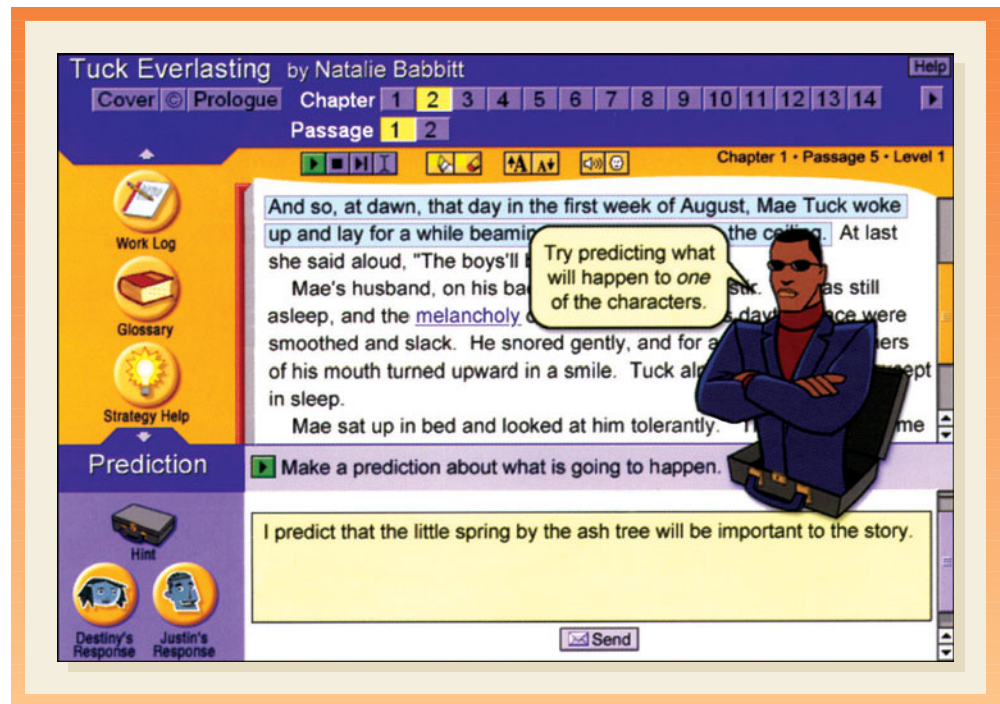 Tuck Everlasting by Natalie Babbitt
Help
Cover © Prologue Chapter 1 2 3 4 5 6 7 8 9 10 11 12 13 14
Passage 1 2
Chapter 1 • Passage 5 • Level 1
Work Log
Glossary
Strategy Help
And so, at dawn, that day in the first week of August, Mae Tuck woke
up and lay for a while beaming the ceiling. At last
she said aloud, "The boys'll
Mae's husband, on his still
asleep, and the melancholy were
smoothed and slack. He snored gently, and for
of his mouth turned upward in a smile. Tuck
in sleep.
Mae sat up in bed and looked at him tolerantly.
Try predicting what
will happen to one
of the characters.
Prediction
Make a prediction about what is going to happen.
Hint
Destiny's Response
Justin's Response
I predict that the little spring by the ash tree will be important to the story.
Send